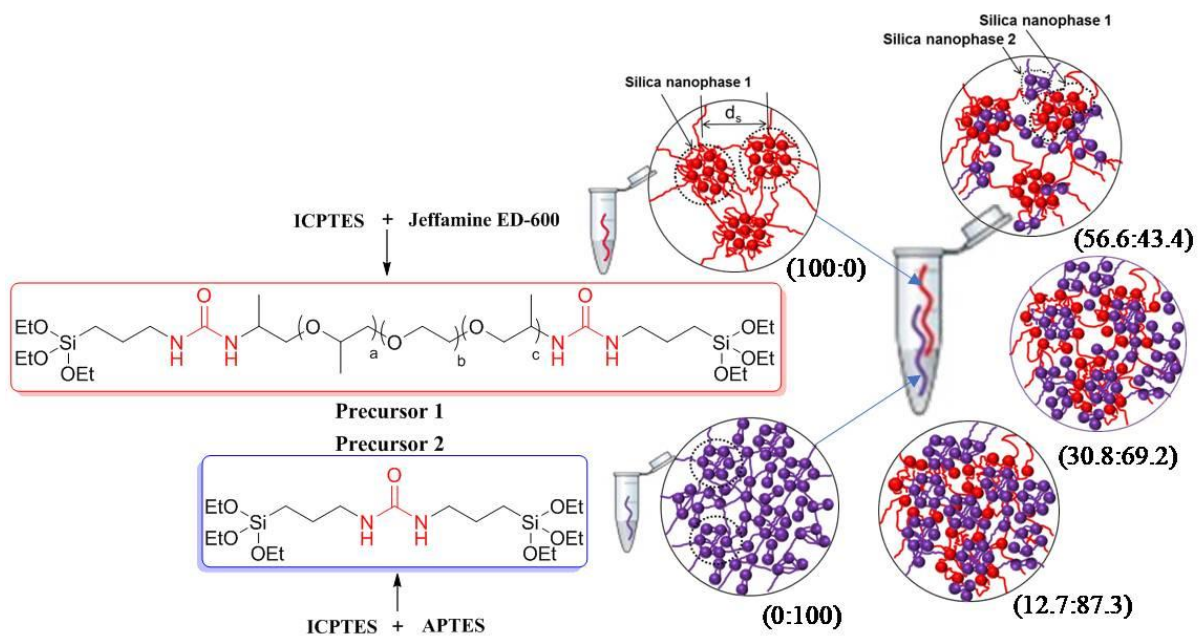 Silica nanophase 1
Silica nanophase 2
Silica nanophase 1
d_s
ICPTES + Jeffamine ED-600
(100:0)
(56.6:43.4)
EtO
EtO
OEt
Si
N
H
O
N
H
O
a
O
b
O
c
N
H
O
N
H
Si
OEt
OEt
OEt
Precursor 1
Precursor 2
(30.8:69.2)
EtO
EtO
OEt
Si
N
H
O
N
H
Si
OEt
OEt
OEt
(0:100)
(12.7:87.3)
ICPTES + APTES